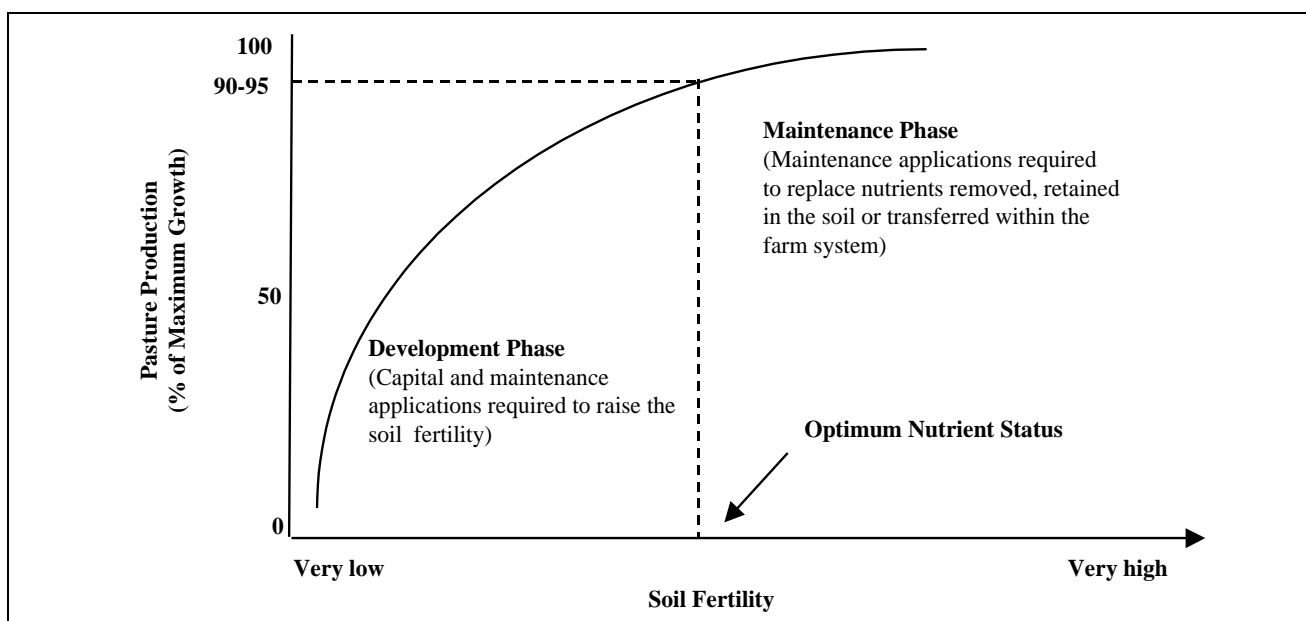 100
90-95
Maintenance Phase
(Maintenance applications required
to replace nutrients removed, retained
in the soil or transferred within the
farm system)
Pasture Production
(% of Maximum Growth)
50
Development Phase
(Capital and maintenance
applications required to raise the
soil fertility)
Optimum Nutrient Status
0
Very low
Very high
Soil Fertility